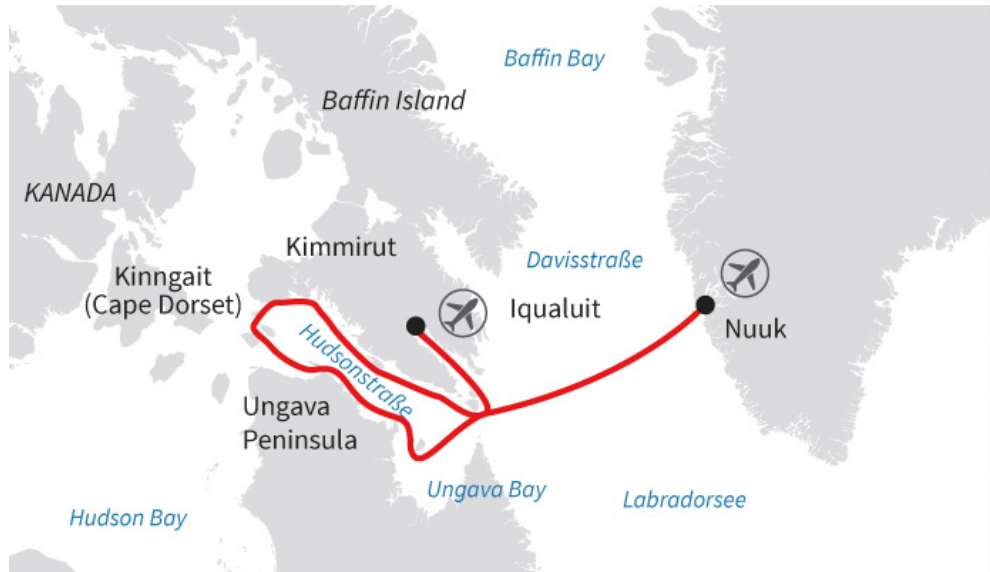 Baffin Bay
Baffin Island
KANADA
Kimmirut
Davisstraße
Kinngait
(Cape Dorset)
Iqualuit
Nuuk
Hudsonstraße
Ungava
Peninsula
Ungava Bay
Labradorsee
Hudson Bay